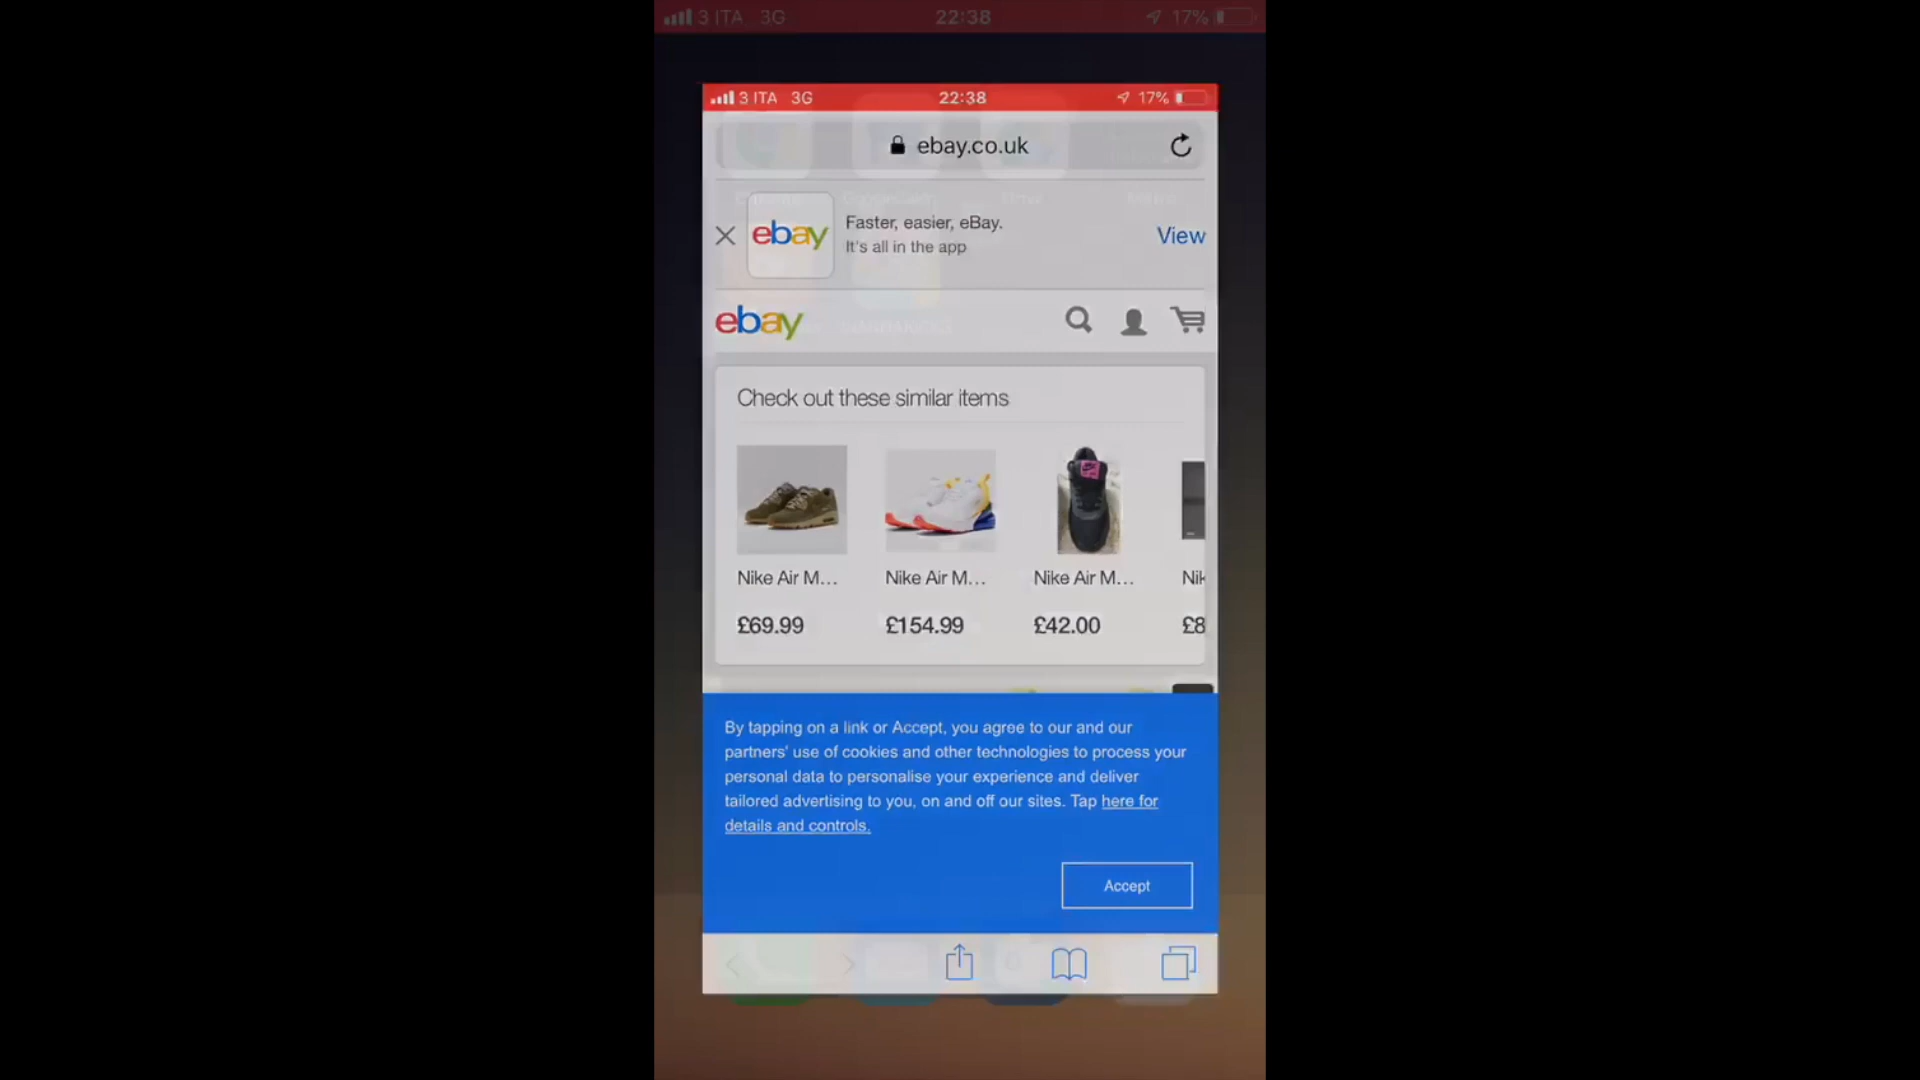 3 ITA 3G 22:38 17%
3 ITA 3G 22:38 17%
ebay.co.uk
ebay
Faster, easier, eBay.
It's all in the app
View
ebay
Check out these similar items
Nike Air M... Nike Air M... Nike Air M... Nik
£69.99 £154.99 £42.00 £8
By tapping on a link or Accept, you agree to our and our
partners' use of cookies and other technologies to process your
personal data to personalise your experience and deliver
tailored advertising to you, on and off our sites. Tap here for
details and controls.
Accept